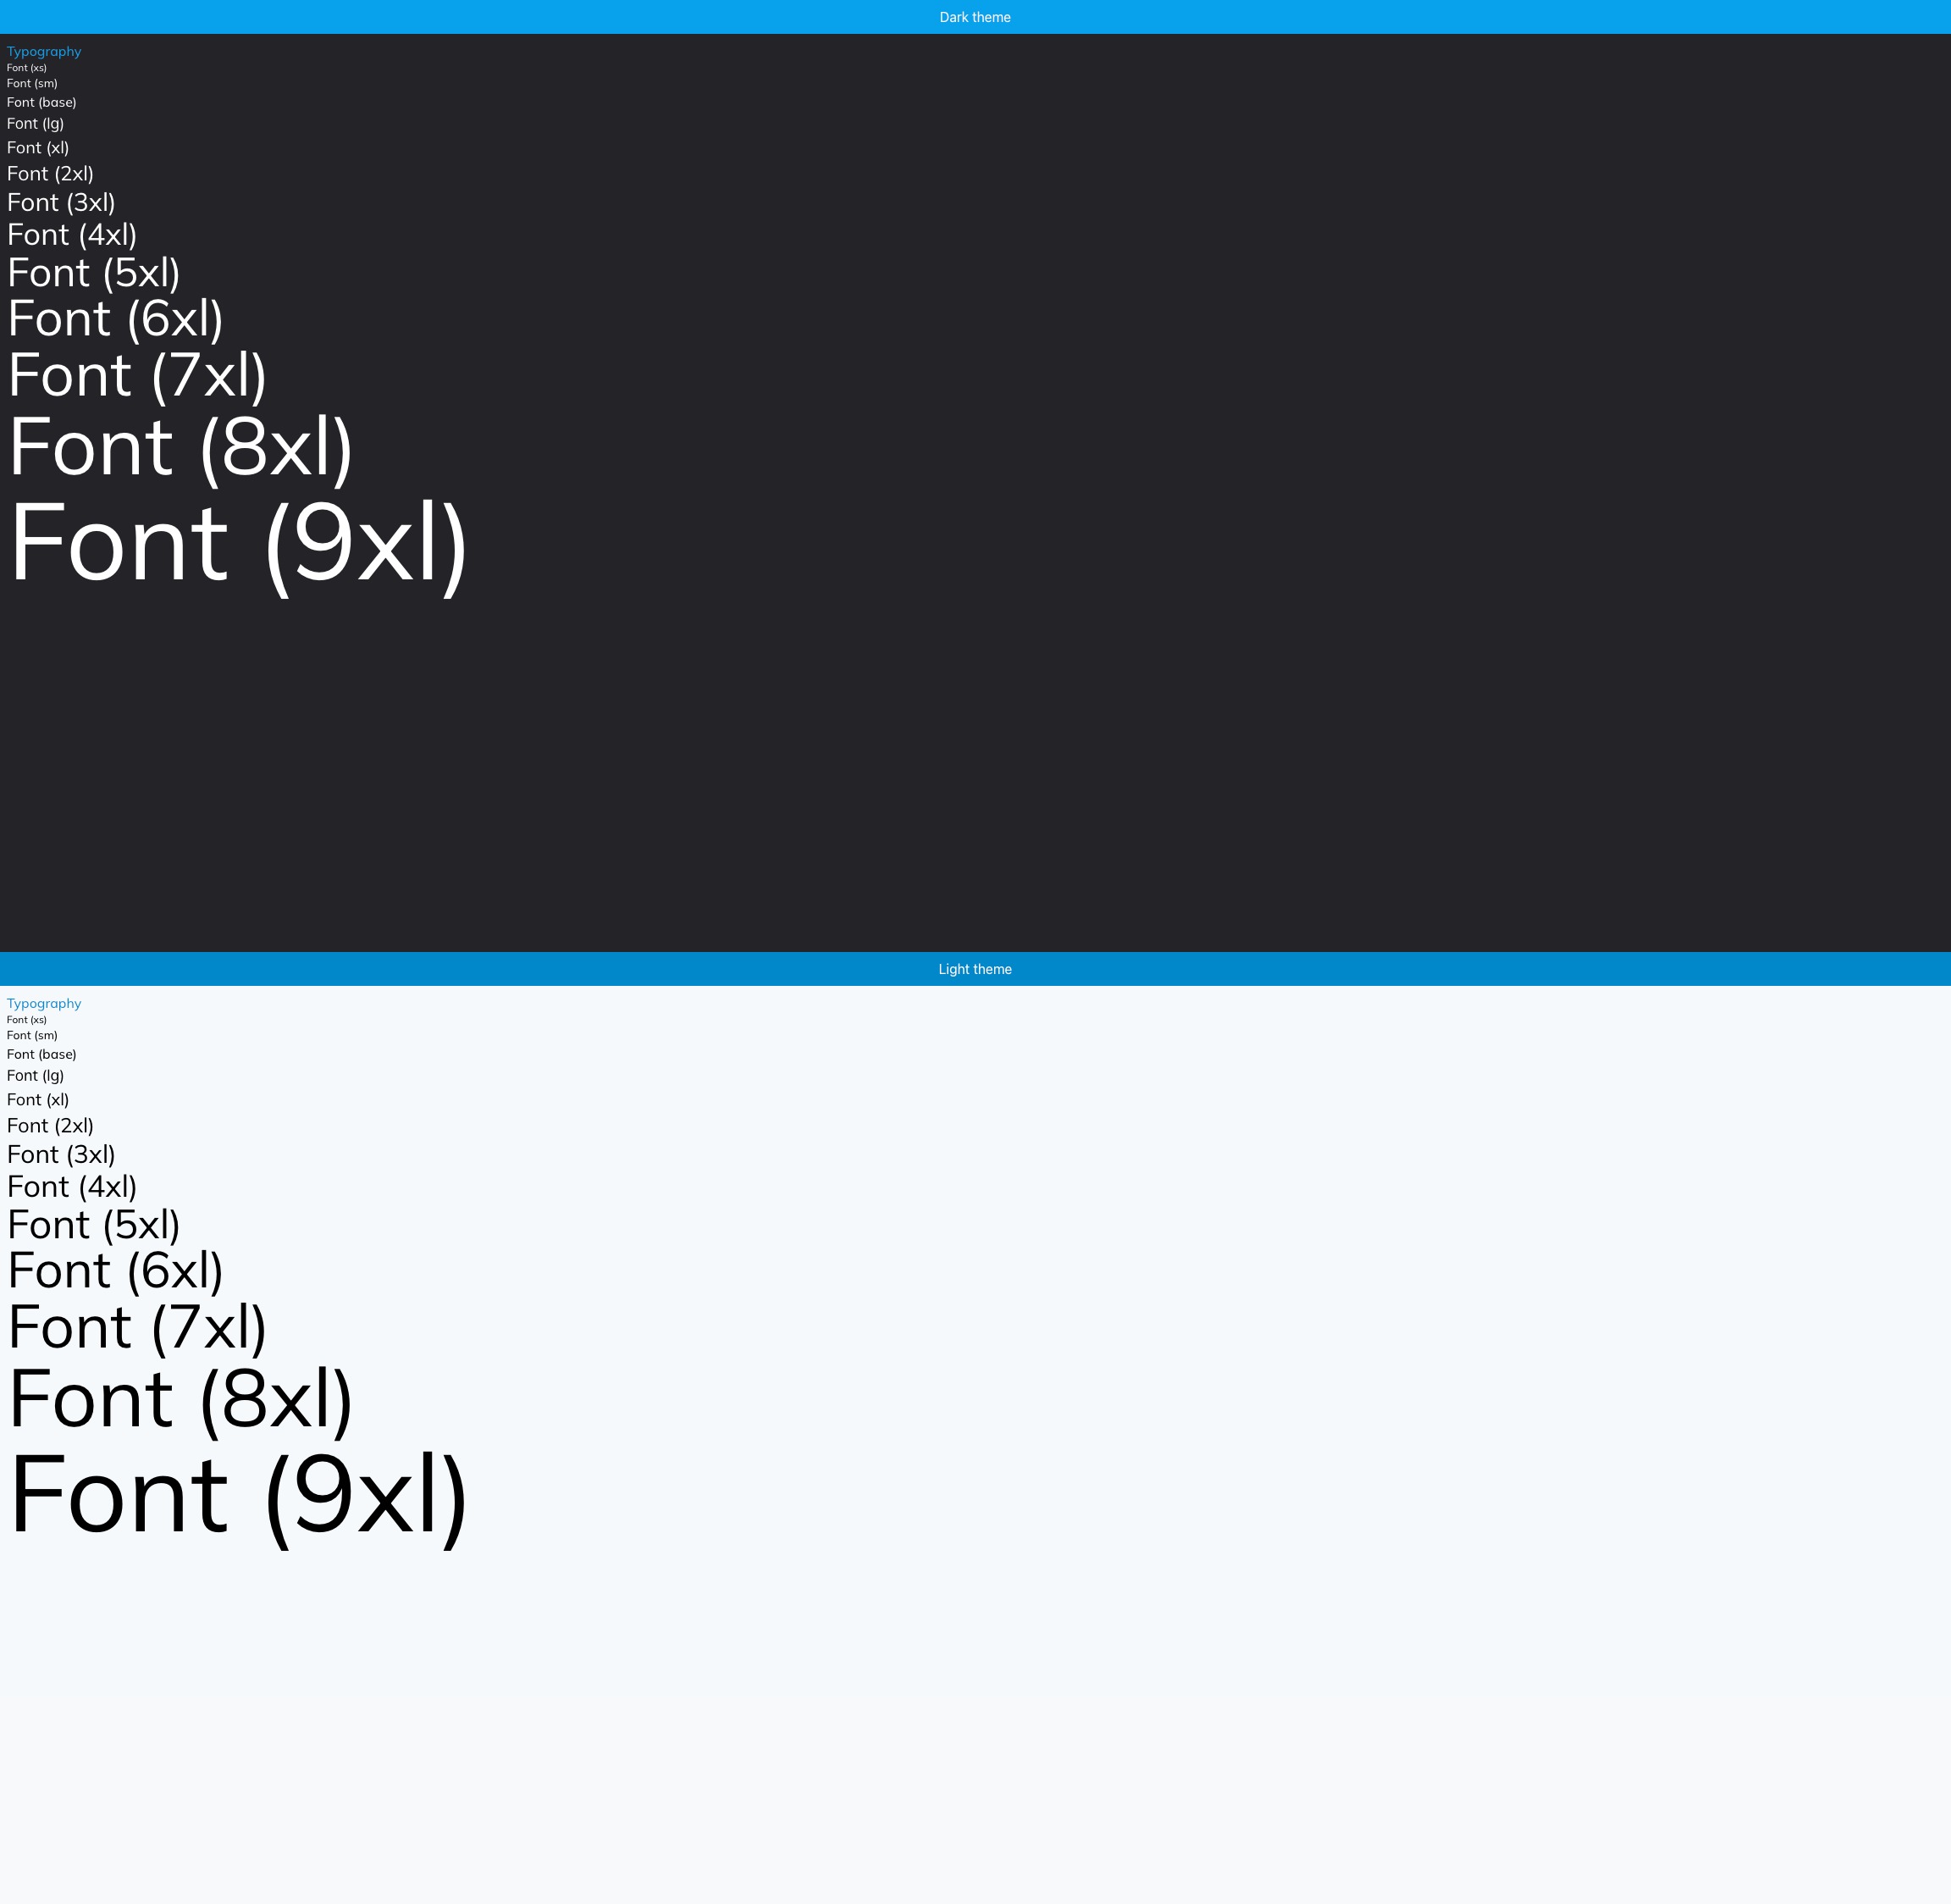 Dark theme
Typography
Font (xs)
Font (sm)
Font (base)
Font (lg)
Font (xl)
Font (2xl)
Font (3xl)
Font (4xl)
Font (5xl)
Font (6xl)
Font (7xl)
Font (8xl)
Font (9xl)
Light theme
Typography
Font (xs)
Font (sm)
Font (base)
Font (lg)
Font (xl)
Font (2xl)
Font (3xl)
Font (4xl)
Font (5xl)
Font (6xl)
Font (7xl)
Font (8xl)
Font (9xl)